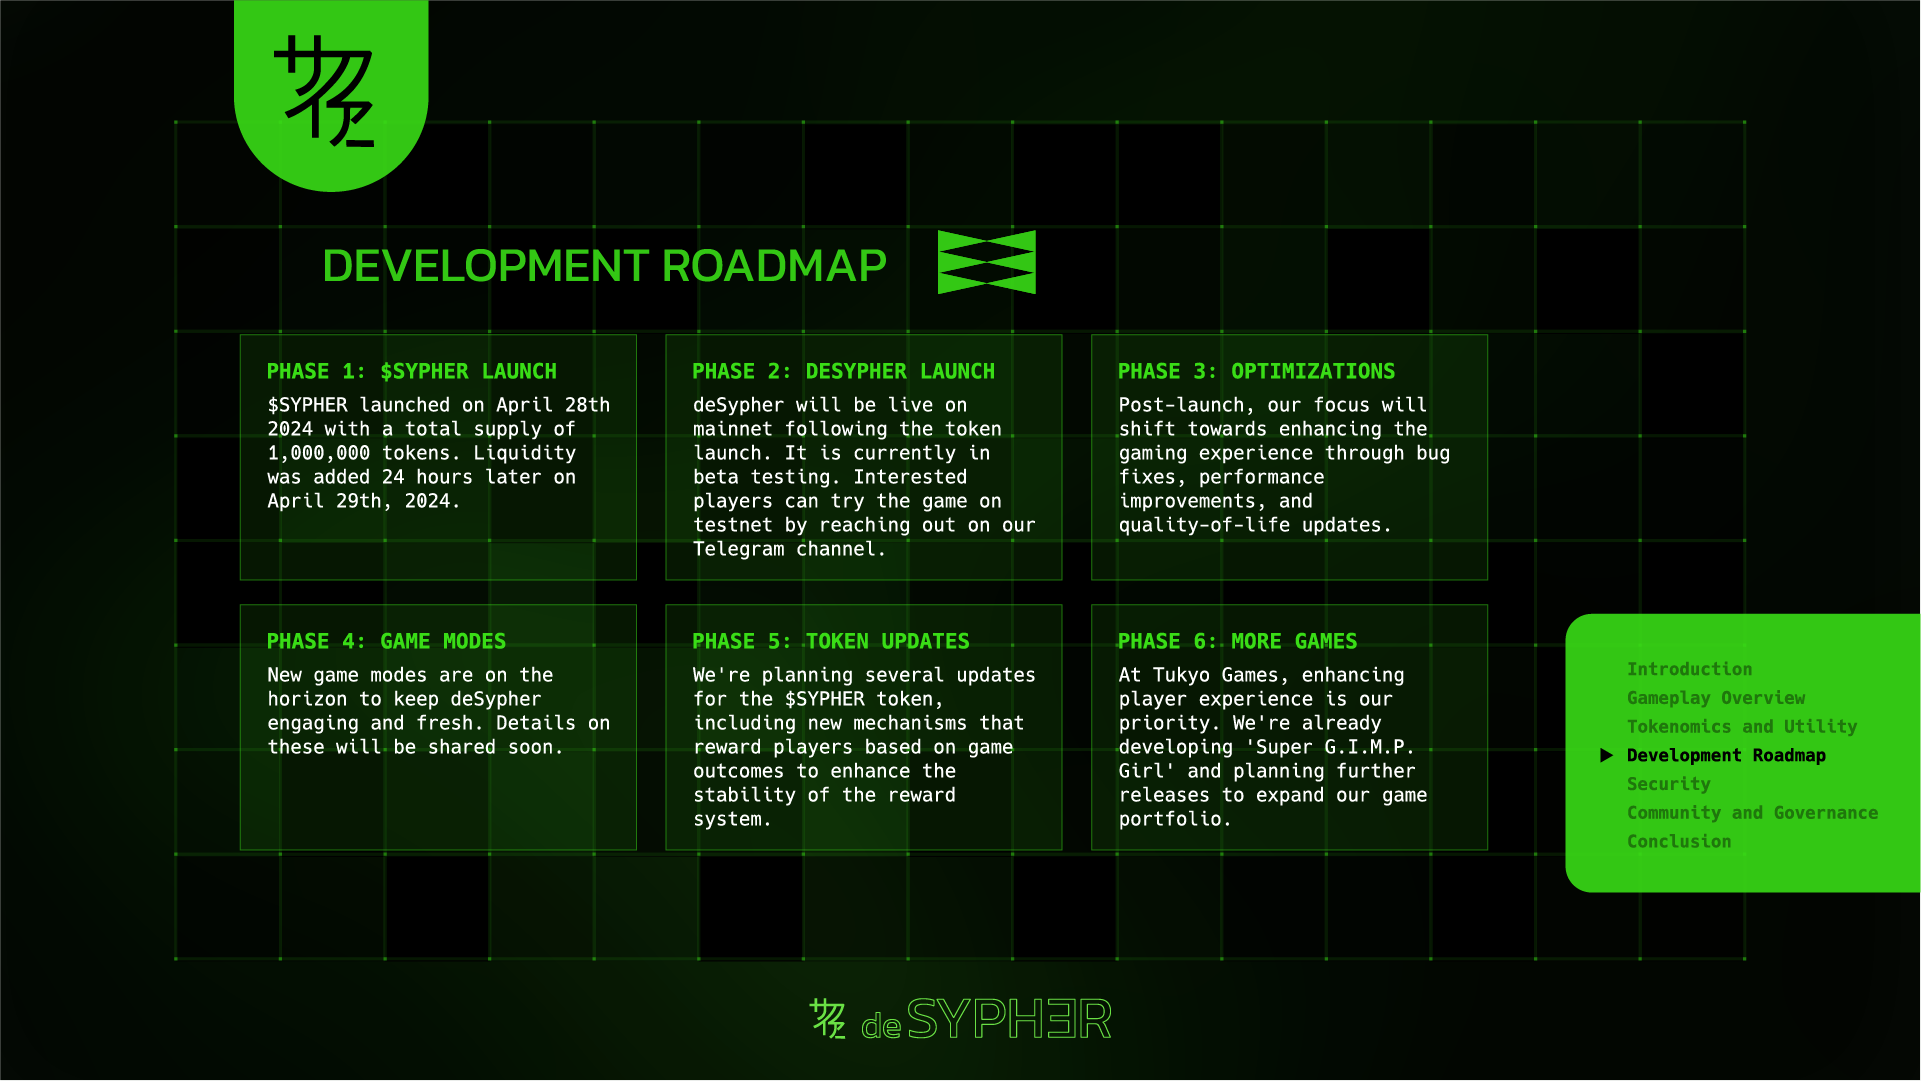 DEVELOPMENT ROADMAP
PHASE 1: $SYPHER LAUNCH
$SYPHER launched on April 28th
2024 with a total supply of
1,000,000 tokens. Liquidity
was added 24 hours later on
April 29th, 2024.
PHASE 2: DESYPHER LAUNCH
deSypher will be live on
mainnet following the token
launch. It is currently in
beta testing. Interested
players can try the game on
testnet by reaching out on our
Telegram channel.
PHASE 3: OPTIMIZATIONS
Post-launch, our focus will
shift towards enhancing the
gaming experience through bug
fixes, performance
improvements, and
quality-of-life updates.
PHASE 4: GAME MODES
New game modes are on the
horizon to keep deSypher
engaging and fresh. Details on
these will be shared soon.
PHASE 5: TOKEN UPDATES
We're planning several updates
for the $SYPHER token,
including new mechanisms that
reward players based on game
outcomes to enhance the
stability of the reward
system.
PHASE 6: MORE GAMES
At Tukyo Games, enhancing
player experience is our
priority. We're already
developing 'Super G.I.M.P.
Girl' and planning further
releases to expand our game
portfolio.
Introduction
Gameplay Overview
Tokenomics and Utility
Development Roadmap
Security
Community and Governance
Conclusion
deSYPHER